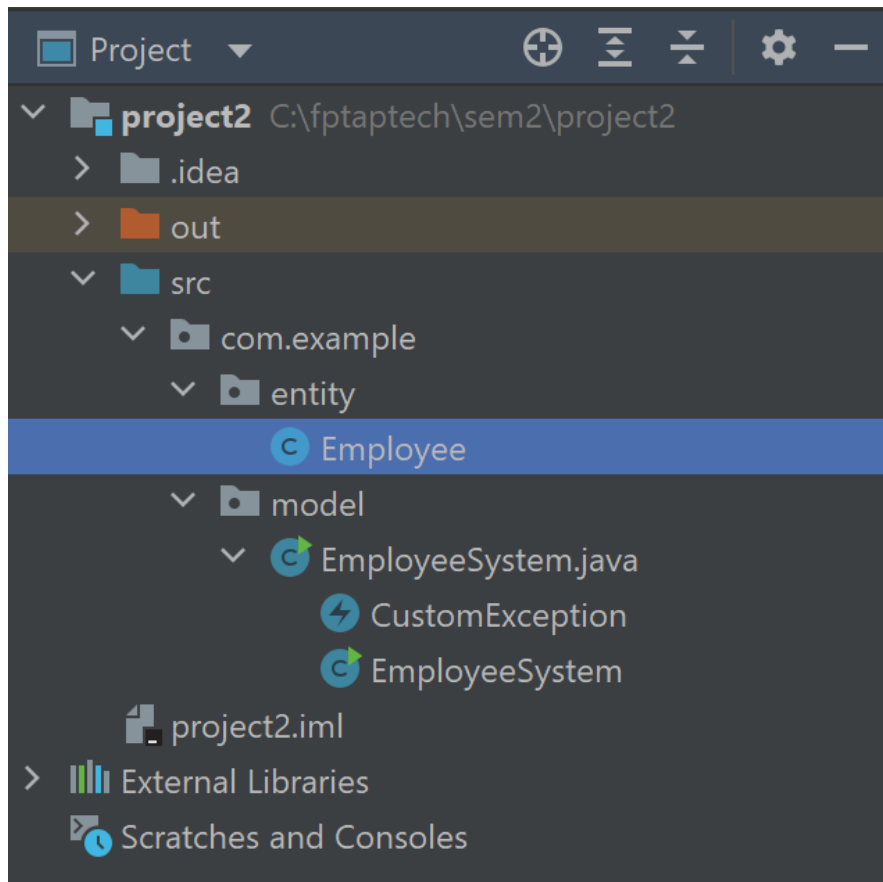 Project
project2 C:\fptaptech\sem2\project2
.idea
out
src
com.example
entity
C Employee
model
C EmployeeSystem.java
CustomException
C EmployeeSystem
project2.iml
External Libraries
Scratches and Consoles